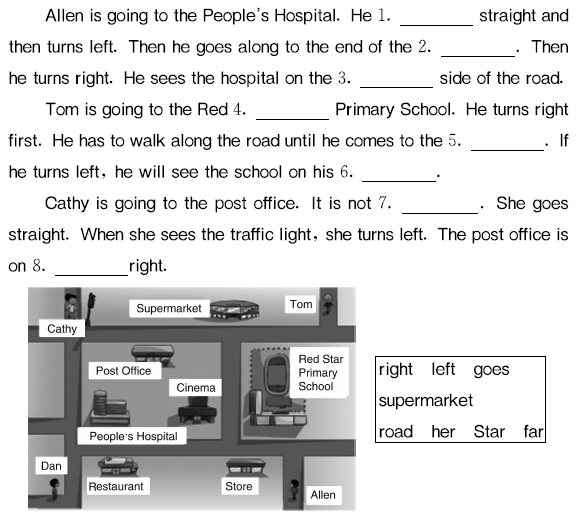 Allen is going to the People's Hospital. He 1. ________ straight and
then turns left. Then he goes along to the end of the 2. ________. Then
he turns right. He sees the hospital on the 3. ________ side of the road.
Tom is going to the Red 4. ________ Primary School. He turns right
first. He has to walk along the road until he comes to the 5. ________. If
he turns left, he will see the school on his 6. ________.
Cathy is going to the post office. It is not 7. ________. She goes
straight. When she sees the traffic light, she turns left. The post office is
on 8. ________right.
Supermarket
Tom
Cathy
Post Office
Red Star
Primary
School
Cinema
People's Hospital
Dan
Restaurant
Store
Allen
right left goes
supermarket
road her Star far